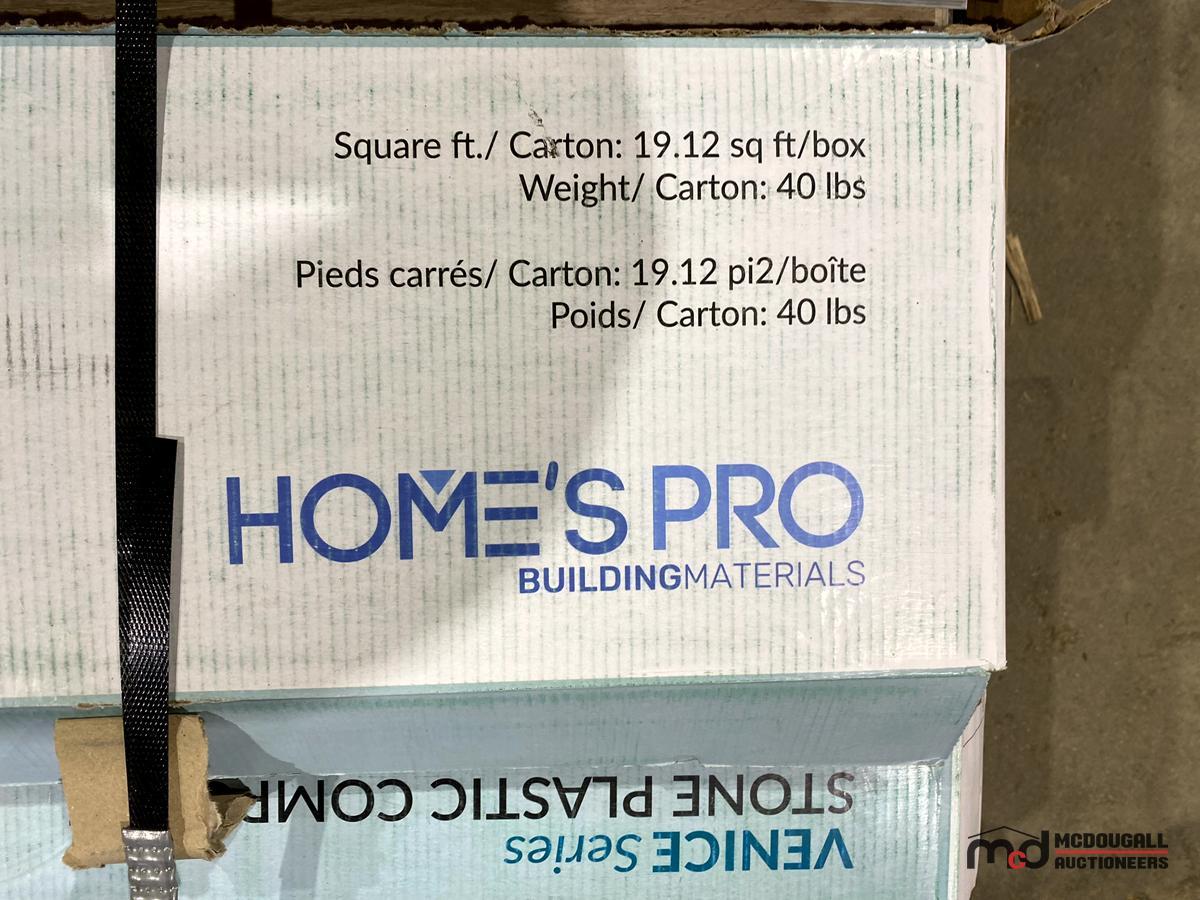 Square ft./ Carton: 19.12 sq ft/box
Weight/ Carton: 40 lbs
Pieds carrés/ Carton: 19.12 pi2/boîte
Poids/ Carton: 40 lbs
HOME'S PRO
BUILDINGMATERIALS
VENICE Series
STONE PLASTIC COMP
mcd MCDOUGALL
AUCTIONEERS